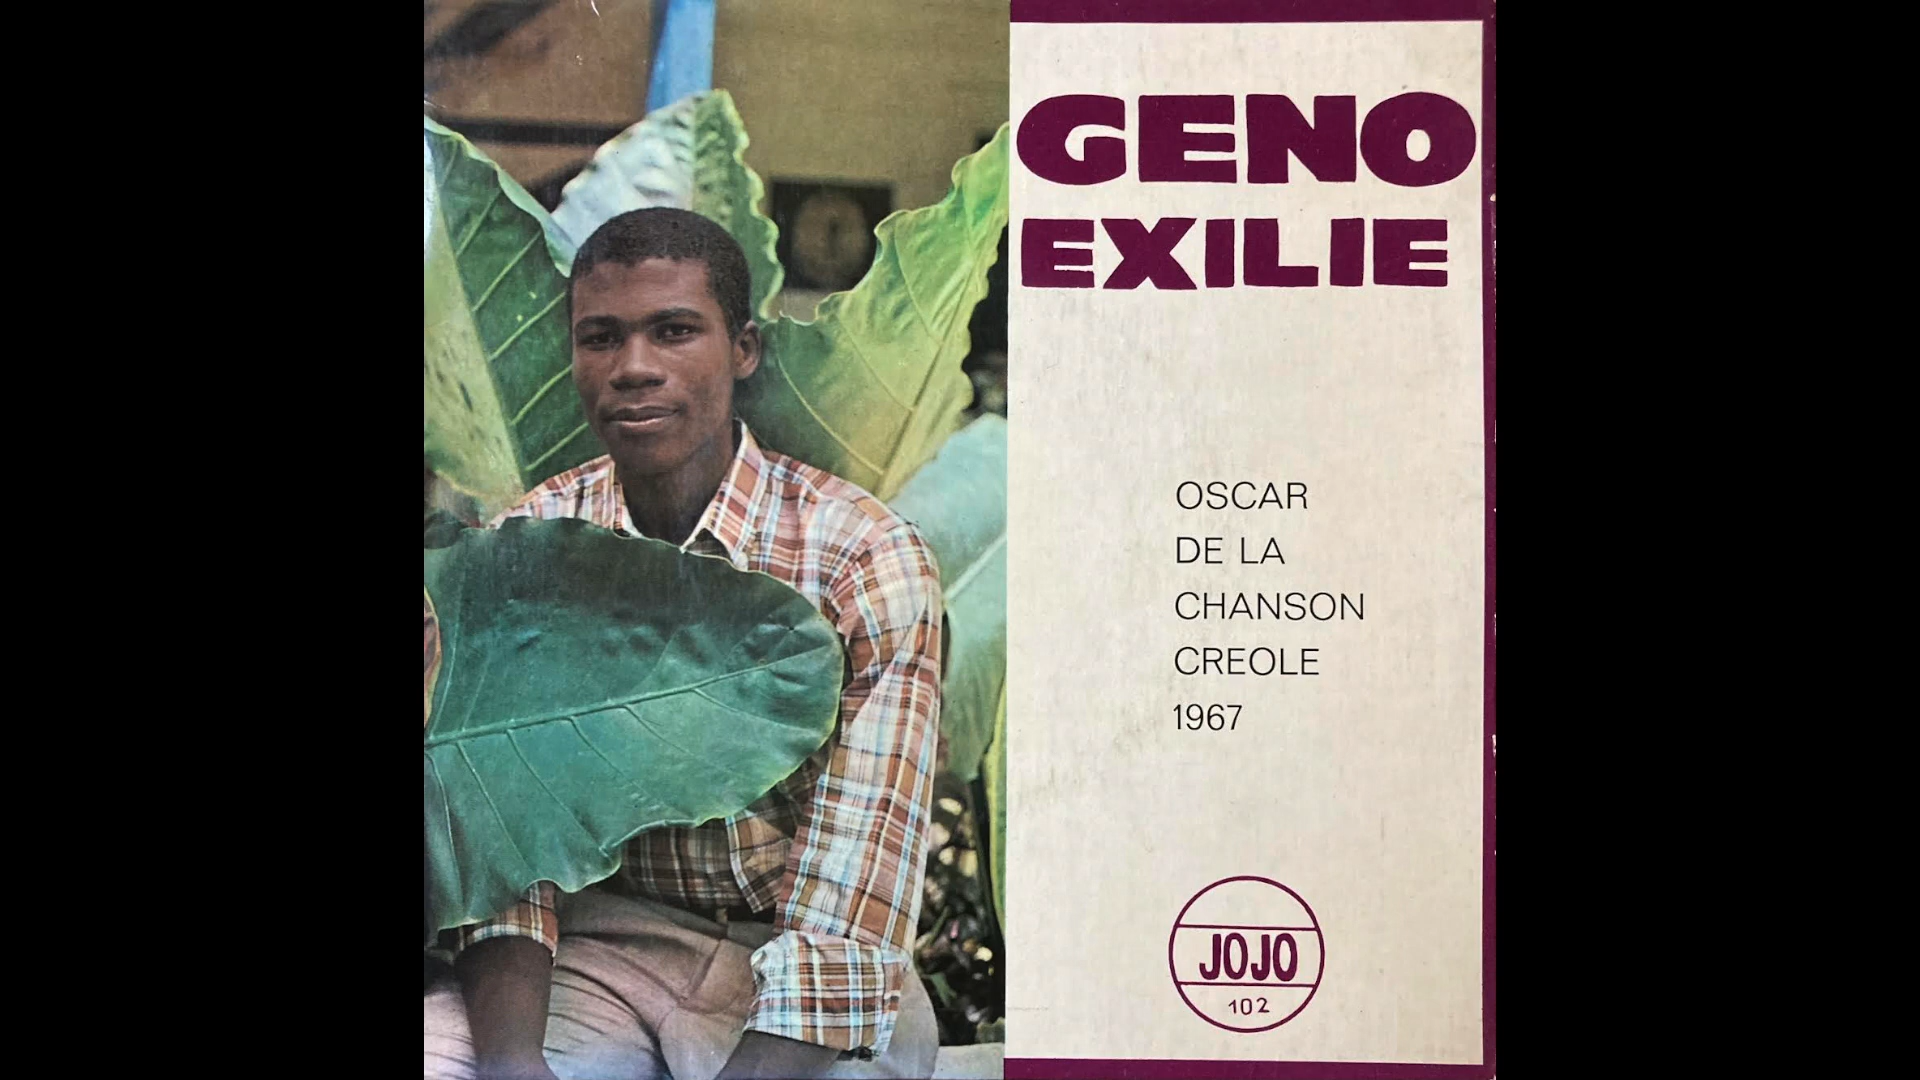 GENO
EXILIE
OSCAR
DE LA
CHANSON
CREOLE
1967
JOJO
102